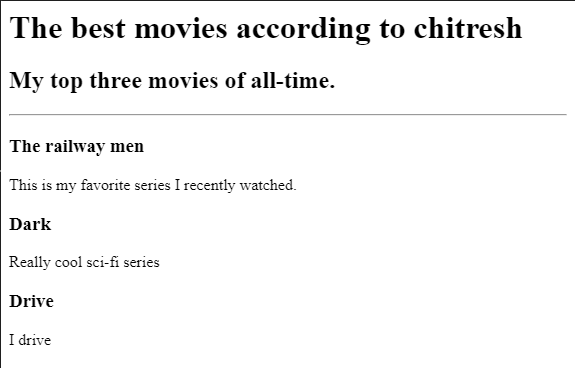 The best movies according to chitresh
My top three movies of all-time.
The railway men
This is my favorite series I recently watched.
Dark
Really cool sci-fi series
Drive
I drive